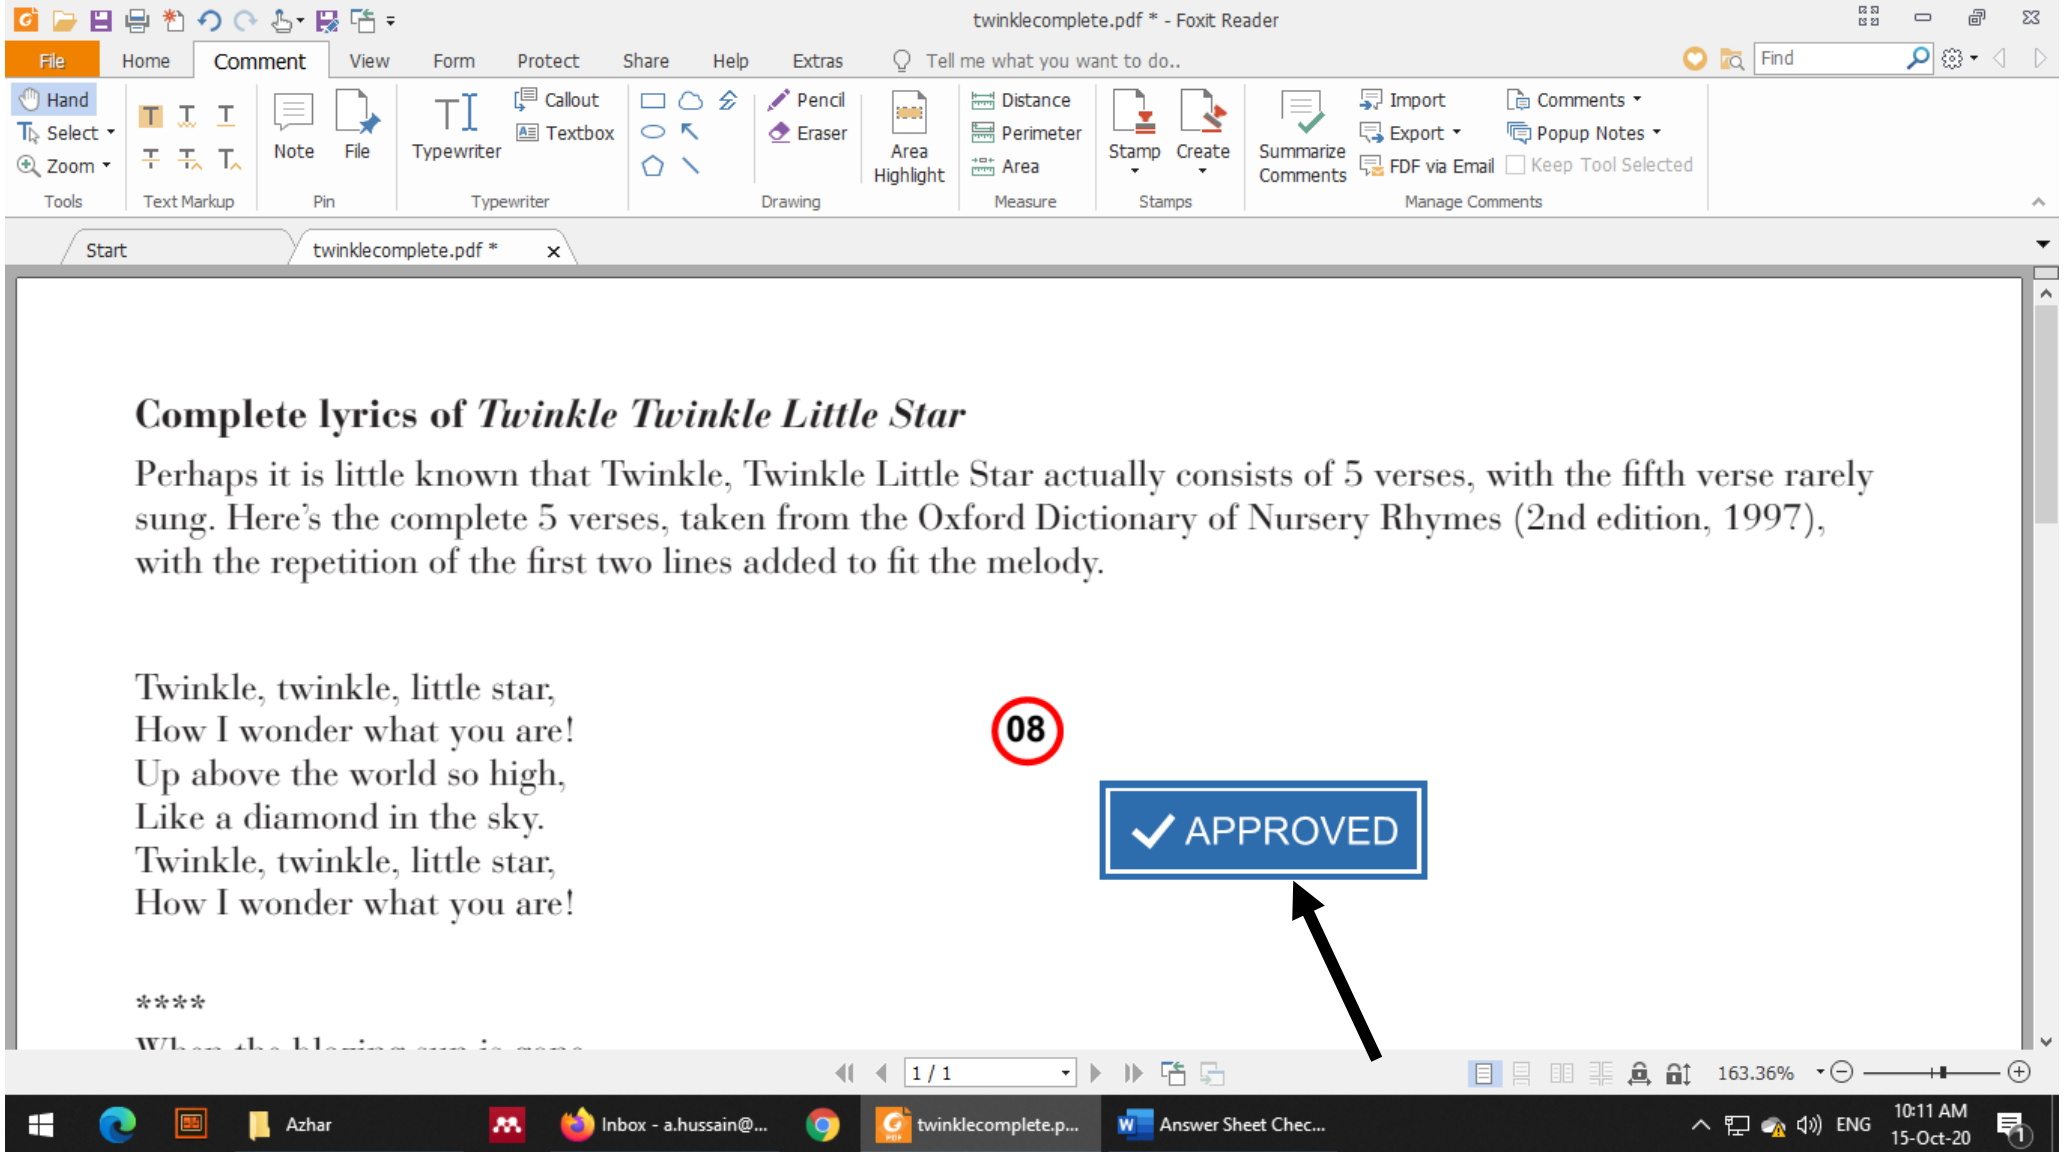 twinklecomplete.pdf * - Foxit Reader
File Home Comment View Form Protect Share Help Extras Tell me what you want to do.. Find
Hand
Select
Zoom
Tools
Text Markup
Note
File
Pin
Typewriter
Callout
Textbox
Typewriter
Pencil
Eraser
Drawing
Area
Highlight
Distance
Perimeter
Area
Measure
Stamp
Create
Stamps
Summarize
Comments
Import
Export
FDF via Email
Comments
Popup Notes
Keep Tool Selected
Manage Comments
Start
twinklecomplete.pdf *
Complete lyrics of Twinkle Twinkle Little Star
Perhaps it is little known that Twinkle, Twinkle Little Star actually consists of 5 verses, with the fifth verse rarely
sung. Here's the complete 5 verses, taken from the Oxford Dictionary of Nursery Rhymes (2nd edition, 1997),
with the repetition of the first two lines added to fit the melody.
Twinkle, twinkle, little star,
How I wonder what you are!
Up above the world so high,
Like a diamond in the sky.
Twinkle, twinkle, little star,
How I wonder what you are!
08
APPROVED
****
When the blazing sun is gone
1 / 1
163.36%
Azhar
Inbox - a.hussain@...
twinklecomplete.p...
Answer Sheet Chec...
ENG
10:11 AM
15-Oct-20
1